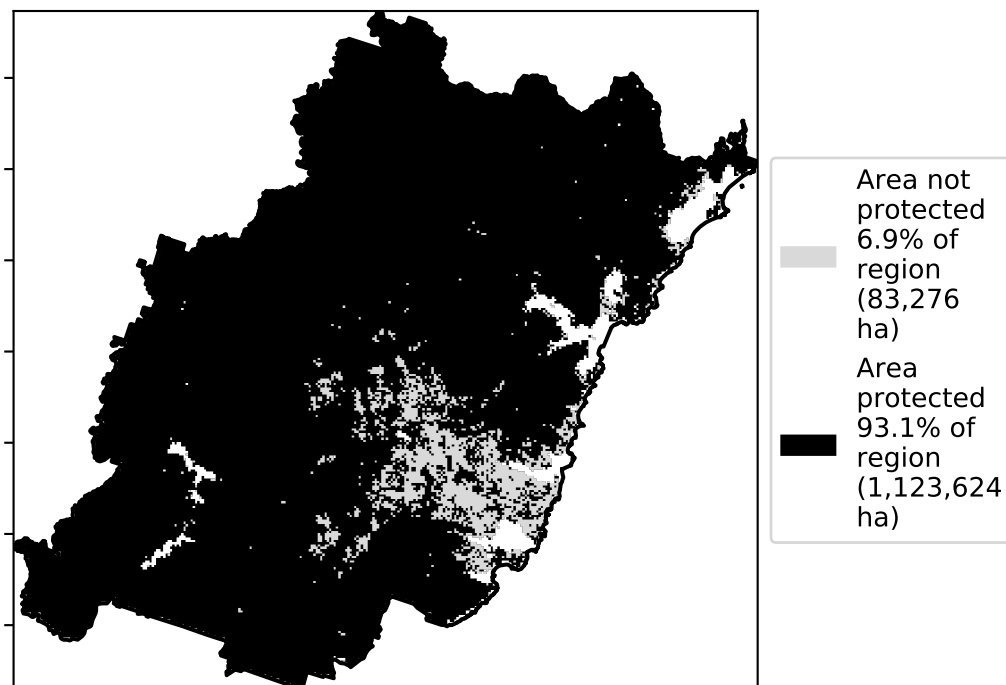 Area not
protected
6.9% of
region
(83,276
ha)
Area
protected
93.1% of
region
(1,123,624
ha)